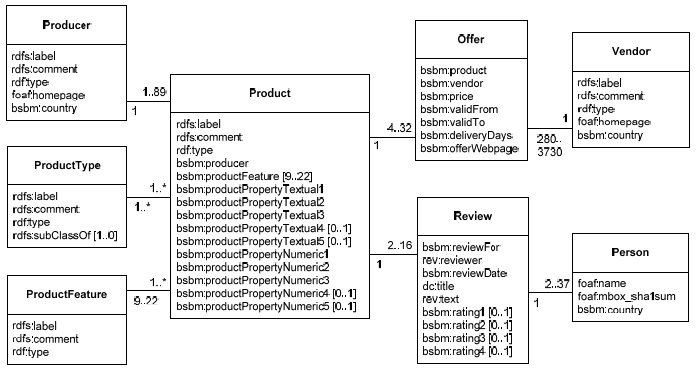 Producer
rdfs:label
rdfs:comment
rdf:type
foaf:homepage
bsbm:country
1..89
1
ProductType
rdfs:label
rdfs:comment
rdf:type
rdfs:subClassOf [1..0]
1..*
1..*
ProductFeature
rdfs:label
rdfs:comment
rdf:type
1..*
9..22
Product
rdfs:label
rdfs:comment
rdf:type
bsbm:producer
bsbm:productFeature [9..22]
bsbm:productPropertyTextual1
bsbm:productPropertyTextual2
bsbm:productPropertyTextual3
bsbm:productPropertyTextual4 [0..1]
bsbm:productPropertyTextual5 [0..1]
bsbm:productPropertyNumeric1
bsbm:productPropertyNumeric2
bsbm:productPropertyNumeric3
bsbm:productPropertyNumeric4 [0..1]
bsbm:productPropertyNumeric5 [0..1]
4..32
1
2..16
1
Offer
bsbm:product
bsbm:vendor
bsbm:price
bsbm:validFrom
bsbm:validTo
bsbm:deliveryDays
bsbm:offerWebpage
1
280..
3730
Vendor
rdfs:label
rdfs:comment
rdf:type
foaf:homepage
bsbm:country
Review
bsbm:reviewFor
rev:reviewer
bsbm:reviewDate
dc:title
rev:text
bsbm:rating1 [0..1]
bsbm:rating2 [0..1]
bsbm:rating3 [0..1]
bsbm:rating4 [0..1]
2..37
1
Person
foaf:name
foaf:mbox_sha1sum
bsbm:country